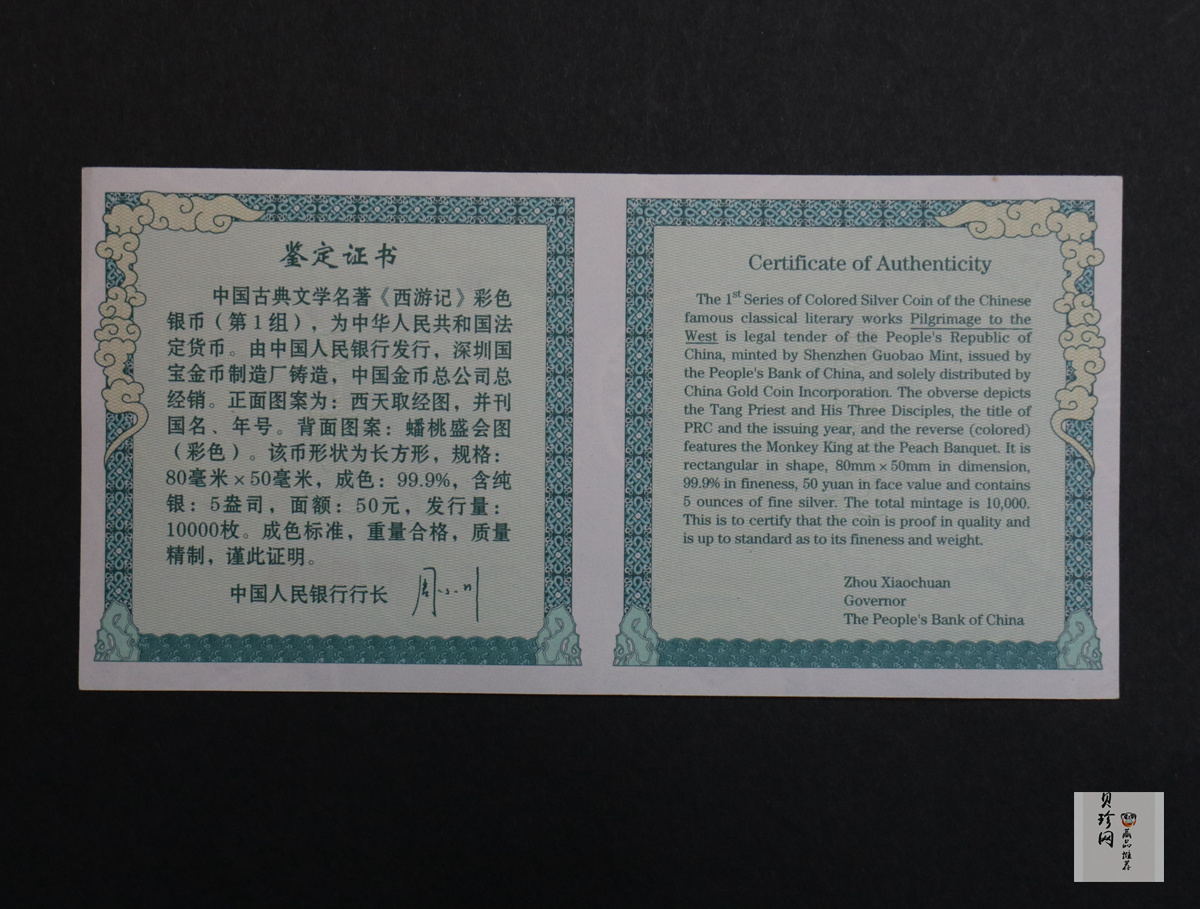 鉴定证书
中国古典文学名著《西游记》彩色
银币（第1组），为中华人民共和国法
定货币。由中国人民银行发行，深圳国
宝金币制造厂铸造，中国金币总公司总
经销。正面图案为：西天取经图，并刊
国名、年号。背面图案：蟠桃盛会图
（彩色）。该币形状为长方形，规格：
80毫米×50毫米，成色：99.9%，含纯
银：5盎司，面额：50元，发行量：
10000枚。成色标准，重量合格，质量
精制，谨此证明。
中国人民银行行长 周小川
Certificate of Authenticity
The 1st Series of Colored Silver Coin of the Chinese
famous classical literary works Pilgrimage to the
West is legal tender of the People's Republic of
China, minted by Shenzhen Guobao Mint, issued by
the People's Bank of China, and solely distributed by
China Gold Coin Incorporation. The obverse depicts
the Tang Priest and His Three Disciples, the title of
PRC and the issuing year, and the reverse (colored)
features the Monkey King at the Peach Banquet. It is
rectangular in shape, 80mm×50mm in dimension,
99.9% in fineness, 50 yuan in face value and contains
5 ounces of fine silver. The total mintage is 10,000.
This is to certify that the coin is proof in quality and
is up to standard as to its fineness and weight.
Zhou Xiaochuan
Governor
The People's Bank of China
贝珍网
藏品推荐